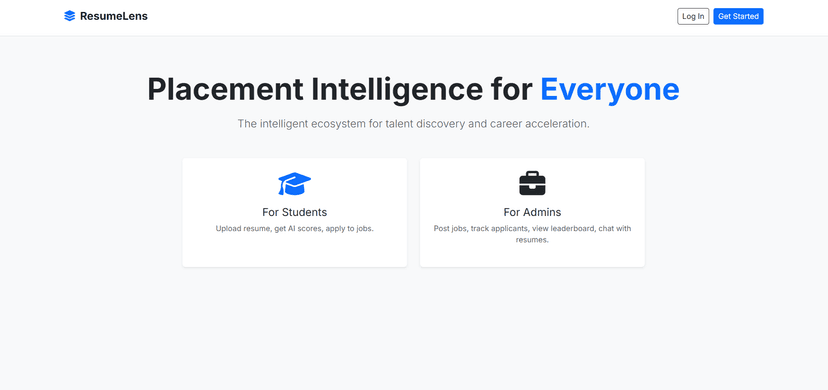 ResumeLens
Log In
Get Started
Placement Intelligence for Everyone
The intelligent ecosystem for talent discovery and career acceleration.
For Students
Upload resume, get AI scores, apply to jobs.
For Admins
Post jobs, track applicants, view leaderboard, chat with
resumes.